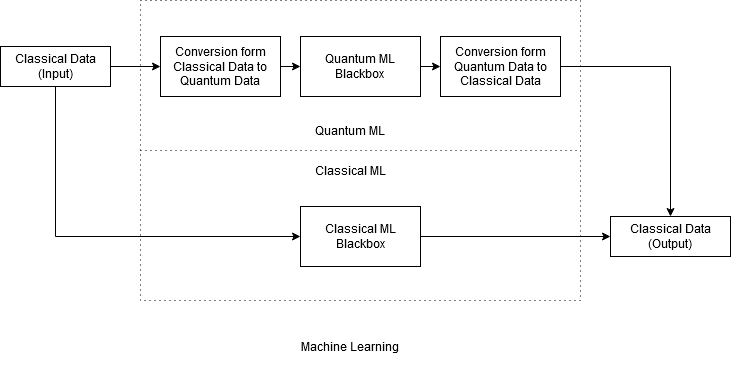 Classical Data
(Input)
Conversion form
Classical Data to
Quantum Data
Quantum ML
Blackbox
Conversion form
Quantum Data to
Classical Data
Quantum ML
Classical ML
Classical ML
Blackbox
Classical Data
(Output)
Machine Learning